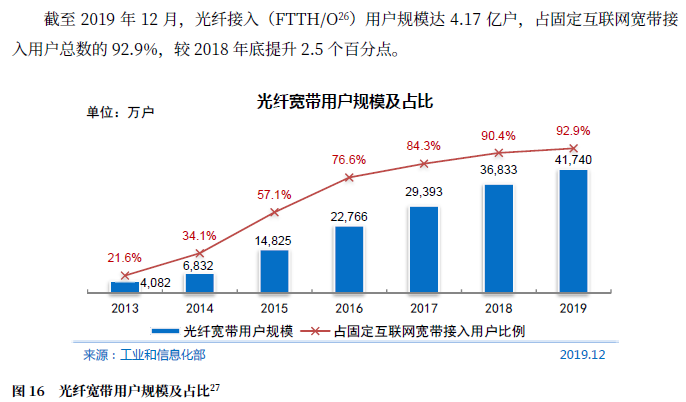 截至 2019 年 12 月，光纤接入（FTTH/O26）用户规模达 4.17 亿户，占固定互联网宽带接
入用户总数的 92.9%，较 2018 年底提升 2.5 个百分点。
光纤宽带用户规模及占比
单位：万户
21.6% 34.1% 57.1% 76.6% 84.3% 90.4% 92.9%
4,082 6,832 14,825 22,766 29,393 36,833 41,740
2013 2014 2015 2016 2017 2018 2019
光纤宽带用户规模 占固定互联网宽带接入用户比例
来源：工业和信息化部 2019.12
图 16 光纤宽带用户规模及占比27